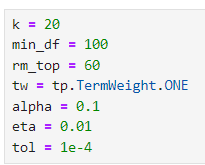 k = 20
min_df = 100
rm_top = 60
tw = tp.TermWeight.ONE
alpha = 0.1
eta = 0.01
tol = 1e-4